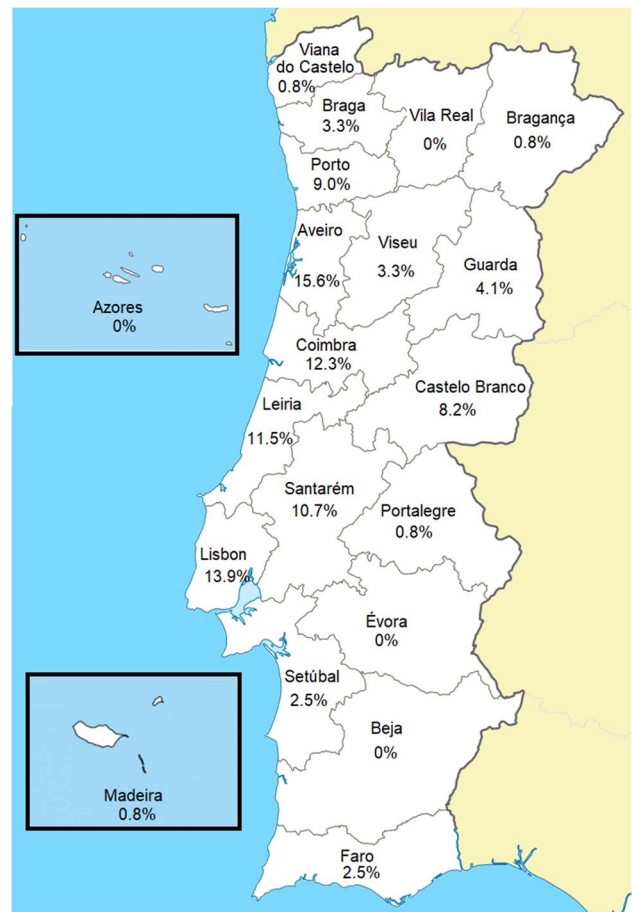 Viana
do Castelo
0.8%
Braga
3.3%
Vila Real
0%
Bragança
0.8%
Porto
9.0%
Aveiro
15.6%
Viseu
3.3%
Guarda
4.1%
Azores
0%
Coimbra
12.3%
Castelo Branco
8.2%
Leiria
11.5%
Santarém
10.7%
Portalegre
0.8%
Lisbon
13.9%
Évora
0%
Setúbal
2.5%
Beja
0%
Madeira
0.8%
Faro
2.5%